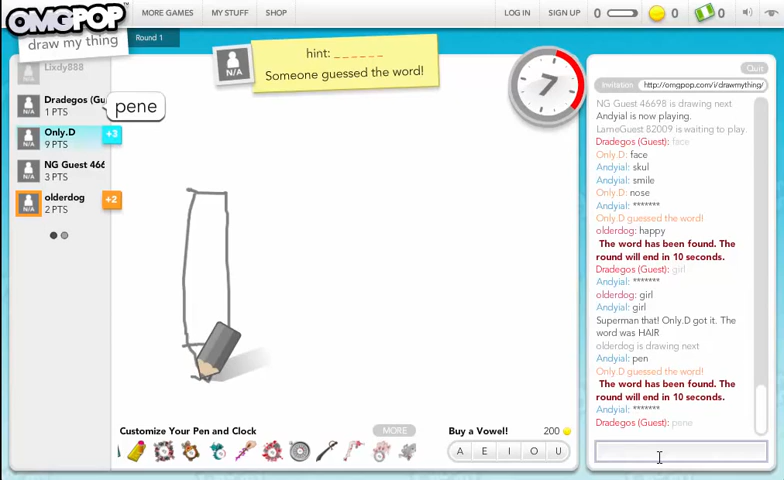 OMGPOP
MORE GAMES
MY STUFF
SHOP
LOG IN
SIGN UP
0
0
0
draw my thing
Round 1
Lixdy888
N/A
Dradegos (Gu
1 PTS
pene
N/A
Only.D
9 PTS
+3
N/A
NG Guest 466
3 PTS
N/A
olderdog
2 PTS
+2
N/A
hint: _ _ _ _ _ _
Someone guessed the word!
7
Quit
Invitation
http://omgpop.com/i/drawmything/
NG Guest 46698 is drawing next
Andyial is now playing.
LameGuest 82009 is waiting to play.
Dradegos (Guest): face
Only.D: face
Andyial: skul
Andyial: smile
Only.D: nose
Andyial: *******
Only.D guessed the word!
olderdog: happy
The word has been found. The
round will end in 10 seconds.
Dradegos (Guest): girl
Andyial: *******
olderdog: girl
Andyial: girl
Superman that! Only.D got it. The
word was HAIR
olderdog is drawing next
Andyial: pen
Only.D guessed the word!
The word has been found. The
round will end in 10 seconds.
Andyial: *******
Dradegos (Guest): pene
Customize Your Pen and Clock
MORE
Buy a Vowel!
200
A E I O U